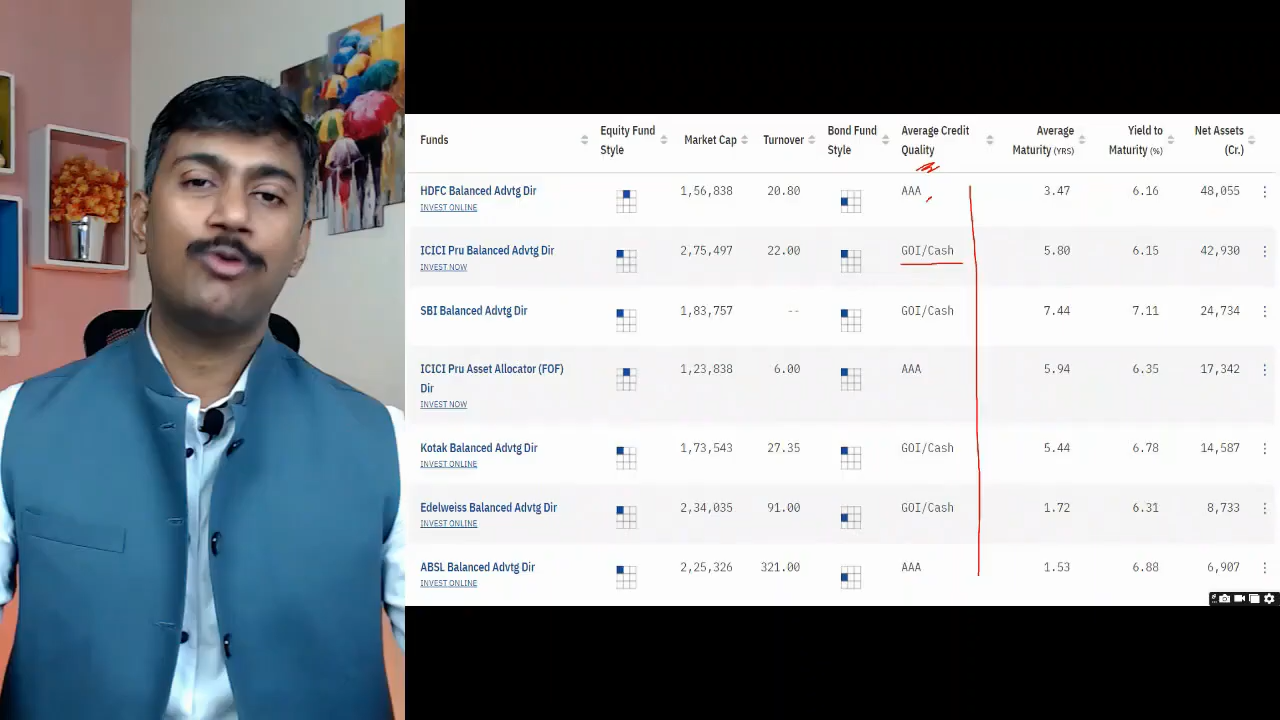 Funds Equity Fund Style Market Cap Turnover Bond Fund Style Average Credit Quality Average Maturity (YRS) Yield to Maturity (%) Net Assets (Cr.)
HDFC Balanced Advtg Dir 1,56,838 20.80 AAA 3.47 6.16 48,055
INVEST ONLINE
ICICI Pru Balanced Advtg Dir 2,75,497 22.00 GOI/Cash 5.80 6.15 42,930
INVEST NOW
SBI Balanced Advtg Dir 1,83,757 -- GOI/Cash 7.44 7.11 24,734
ICICI Pru Asset Allocator (FOF) Dir 1,23,838 6.00 AAA 5.94 6.35 17,342
INVEST NOW
Kotak Balanced Advtg Dir 1,73,543 27.35 GOI/Cash 5.44 6.78 14,587
INVEST ONLINE
Edelweiss Balanced Advtg Dir 2,34,035 91.00 GOI/Cash 1.72 6.31 8,733
INVEST ONLINE
ABSL Balanced Advtg Dir 2,25,326 321.00 AAA 1.53 6.88 6,907
INVEST ONLINE